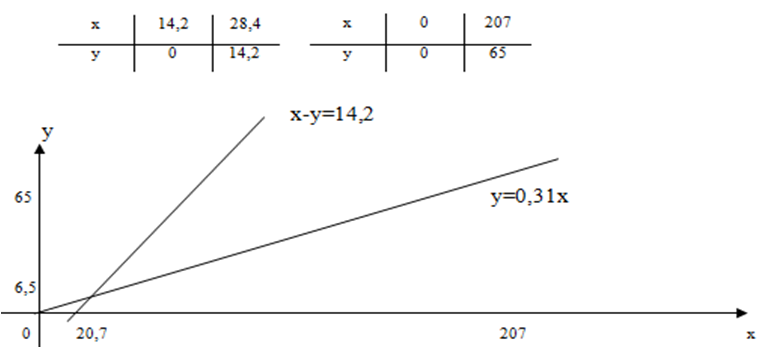 x 14,2 28,4 x 0 207
y 0 14,2 y 0 65
x-y=14,2
y
65
y=0,31x
6,5
0 20,7 207 x